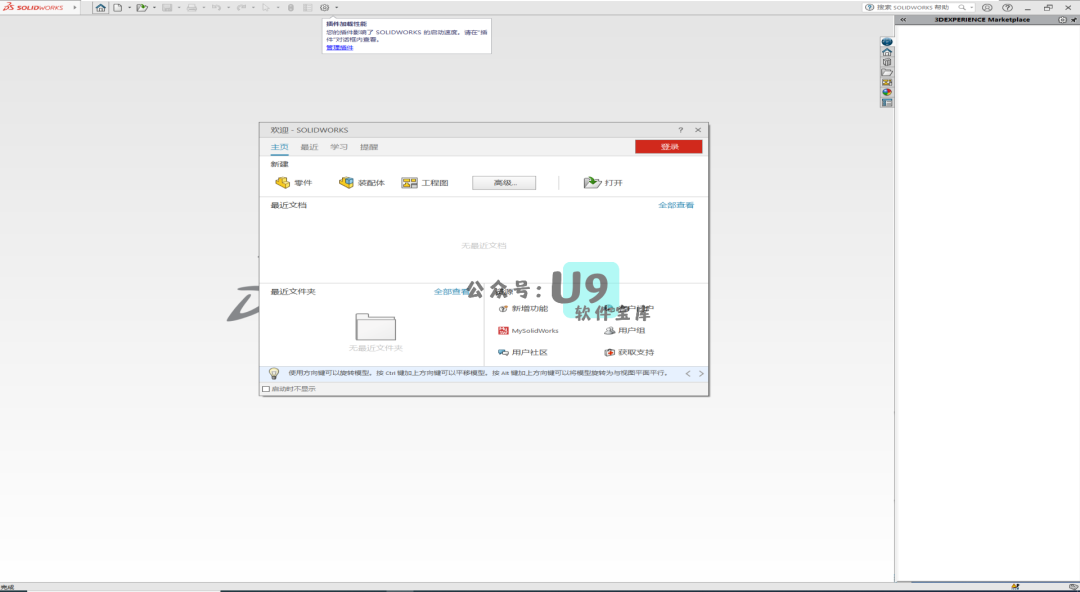 SOLIDWORKS
搜索 SOLIDWORKS 帮助
3DEXPERIENCE Marketplace
插件加载性能
您的插件影响了 SOLIDWORKS 的启动速度。请在"插
件"对话框内查看。
管理插件
欢迎 - SOLIDWORKS
主页 最近 学习 提醒
登录
新建
零件 装配体 工程图 高级... 打开
最近文档 全部查看
无最近文档
最近文件夹 全部查看
公众号: U9
软件宝库
新增功能
MySolidWorks 用户组
无最近文件夹
用户社区 获取支持
使用方向键可以旋转模型。按 Ctrl 键加上方向键可以平移模型。按 Alt 键加上方向键可以将模型旋转为与视图平面平行。
启动时不显示
完成